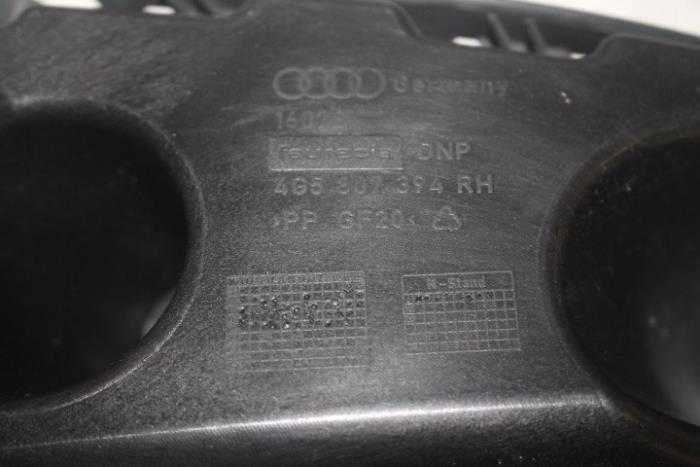 Germany
faurecia DNP
4G5 807 394 RH
>PP GF20<
K-Stand